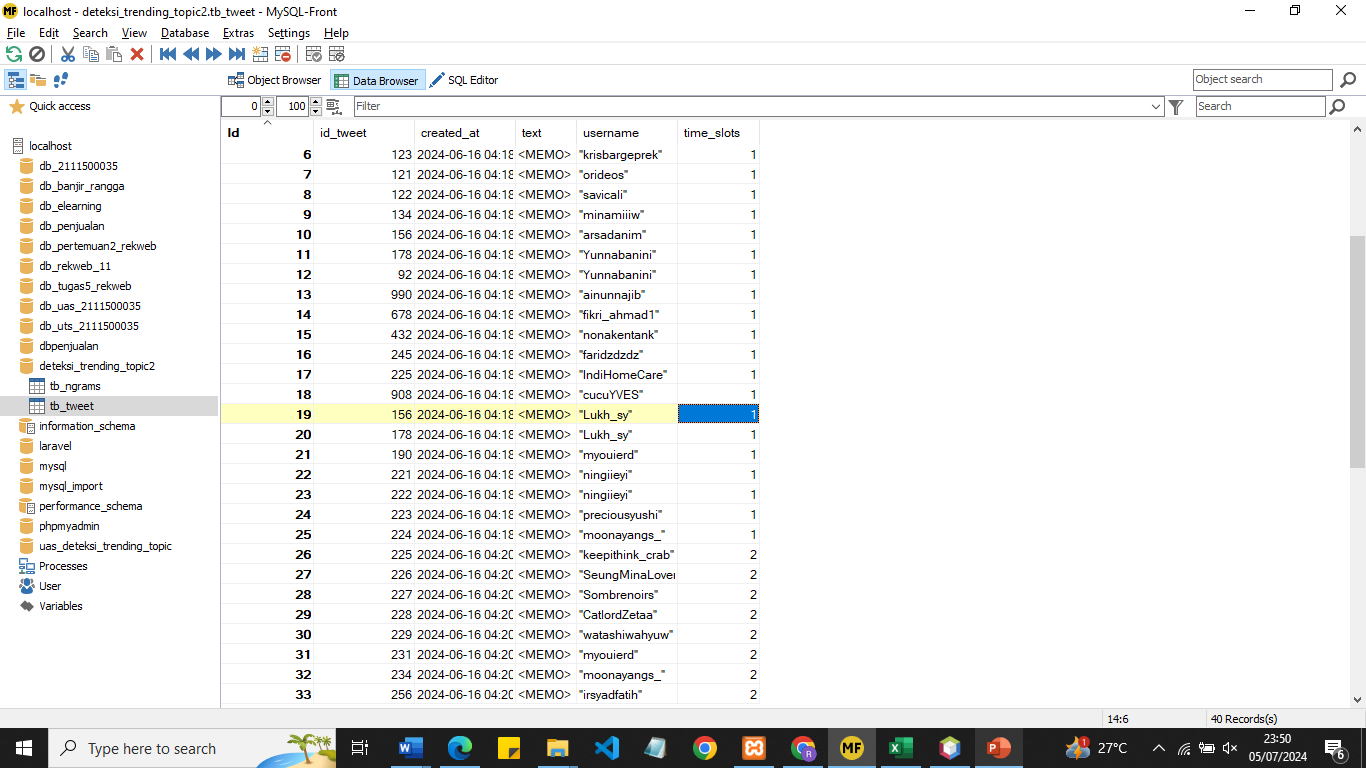 localhost - deteksi_trending_topic2.tb_tweet - MySQL-Front
File Edit Search View Database Extras Settings Help
Object Browser Data Browser SQL Editor Object search
Quick access
0 100 Filter Search
localhost
db_2111500035
db_banjir_rangga
db_elearning
db_penjualan
db_pertemuan2_rekweb
db_rekweb_11
db_tugas5_rekweb
db_uas_2111500035
db_uts_2111500035
dbpenjualan
deteksi_trending_topic2
tb_ngrams
tb_tweet
information_schema
laravel
mysql
mysql_import
performance_schema
phpmyadmin
uas_deteksi_trending_topic
Processes
User
Variables
Id id_tweet created_at text username time_slots
6 123 2024-06-16 04:18 <MEMO> "krisbargeprek" 1
7 121 2024-06-16 04:18 <MEMO> "orideos" 1
8 122 2024-06-16 04:18 <MEMO> "savicali" 1
9 134 2024-06-16 04:18 <MEMO> "minamiiiw" 1
10 156 2024-06-16 04:18 <MEMO> "arsadanim" 1
11 178 2024-06-16 04:18 <MEMO> "Yunnabanini" 1
12 92 2024-06-16 04:18 <MEMO> "Yunnabanini" 1
13 990 2024-06-16 04:18 <MEMO> "ainunnajib" 1
14 678 2024-06-16 04:18 <MEMO> "fikri_ahmad1" 1
15 432 2024-06-16 04:18 <MEMO> "nonakentank" 1
16 245 2024-06-16 04:18 <MEMO> "faridzdzdz" 1
17 225 2024-06-16 04:18 <MEMO> "IndiHomeCare" 1
18 908 2024-06-16 04:18 <MEMO> "cucuYVES" 1
19 156 2024-06-16 04:18 <MEMO> "Lukh_sy" 1
20 178 2024-06-16 04:18 <MEMO> "Lukh_sy" 1
21 190 2024-06-16 04:18 <MEMO> "myouierd" 1
22 221 2024-06-16 04:18 <MEMO> "ningiieyi" 1
23 222 2024-06-16 04:18 <MEMO> "ningiieyi" 1
24 223 2024-06-16 04:18 <MEMO> "preciousyushi" 1
25 224 2024-06-16 04:18 <MEMO> "moonayangs_" 1
26 225 2024-06-16 04:20 <MEMO> "keepithink_crab" 2
27 226 2024-06-16 04:20 <MEMO> "SeungMinaLover 2
28 227 2024-06-16 04:20 <MEMO> "Sombrenoirs" 2
29 228 2024-06-16 04:20 <MEMO> "CatlordZetaa" 2
30 229 2024-06-16 04:20 <MEMO> "watashiwahyuw" 2
31 231 2024-06-16 04:20 <MEMO> "myouierd" 2
32 234 2024-06-16 04:20 <MEMO> "moonayangs_" 2
33 256 2024-06-16 04:20 <MEMO> "irsyadfatih" 2
14:6 40 Records(s)
Type here to search
27°C
23:50
05/07/2024
6